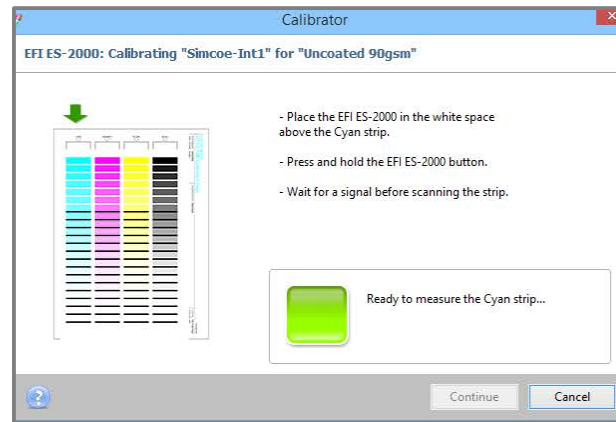 Calibrator
EFI ES-2000: Calibrating "Simcoe-Int1" for "Uncoated 90gsm"
- Place the EFI ES-2000 in the white space
above the Cyan strip.
- Press and hold the EFI ES-2000 button.
- Wait for a signal before scanning the strip.
Ready to measure the Cyan strip...
?
Continue
Cancel